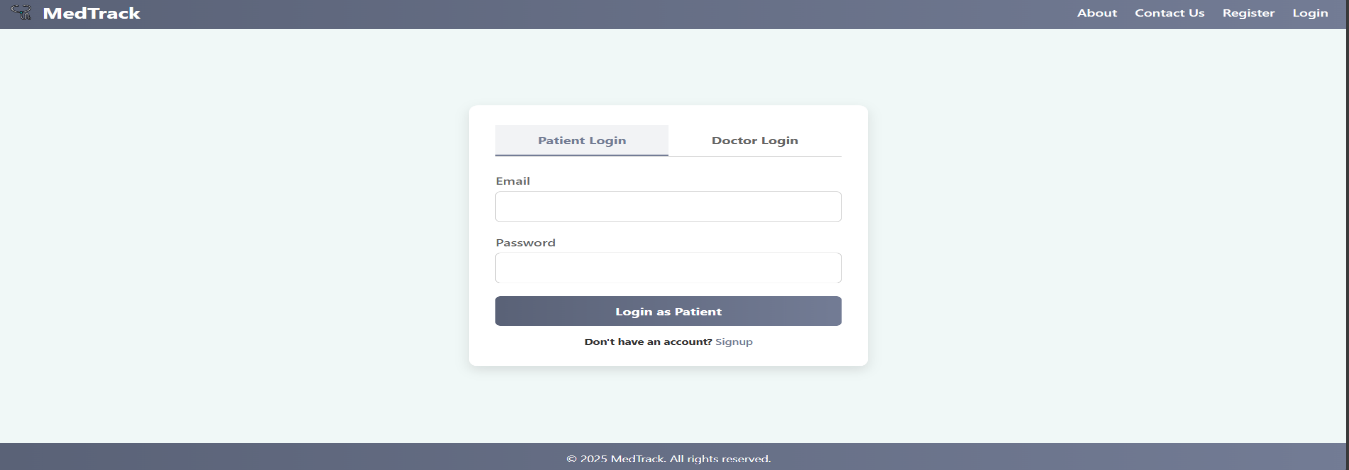 MedTrack About Contact Us Register Login
Patient Login Doctor Login
Email
Password
Login as Patient
Don't have an account? Signup
© 2025 MedTrack. All rights reserved.